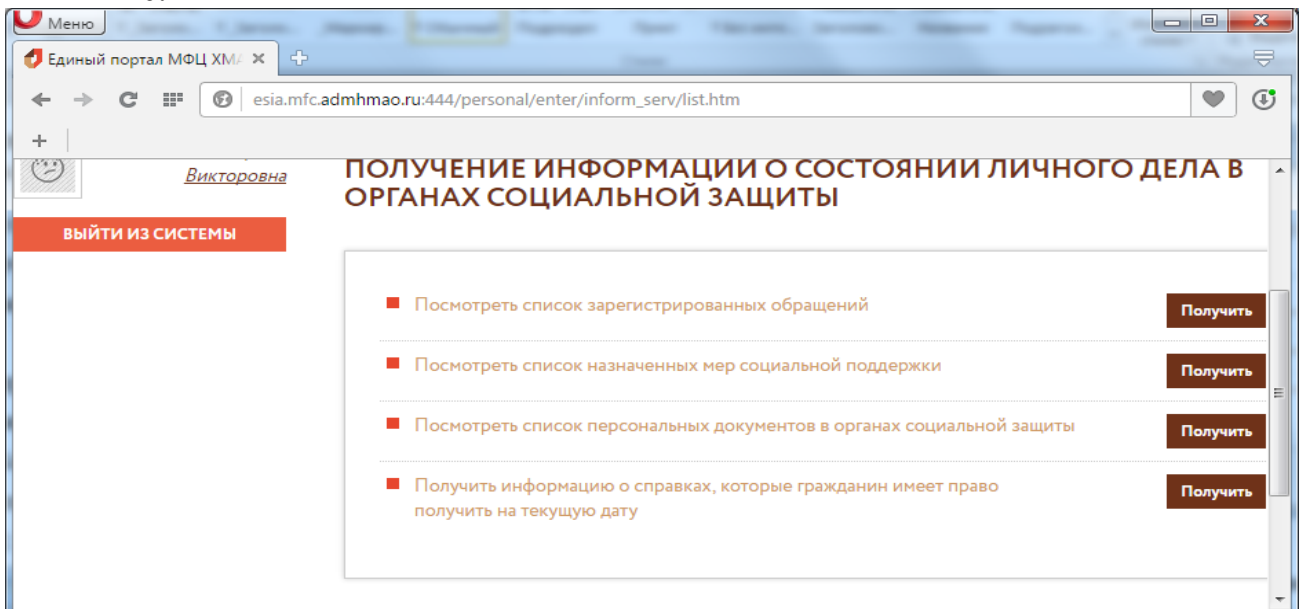 Меню
Единый портал МФЦ ХМА
esia.mfc.admhmao.ru:444/personal/enter/inform_serv/list.htm
Викторовна
ВЫЙТИ ИЗ СИСТЕМЫ
ПОЛУЧЕНИЕ ИНФОРМАЦИИ О СОСТОЯНИИ ЛИЧНОГО ДЕЛА В
ОРГАНАХ СОЦИАЛЬНОЙ ЗАЩИТЫ
Посмотреть список зарегистрированных обращений
Получить
Посмотреть список назначенных мер социальной поддержки
Получить
Посмотреть список персональных документов в органах социальной защиты
Получить
Получить информацию о справках, которые гражданин имеет право
получить на текущую дату
Получить